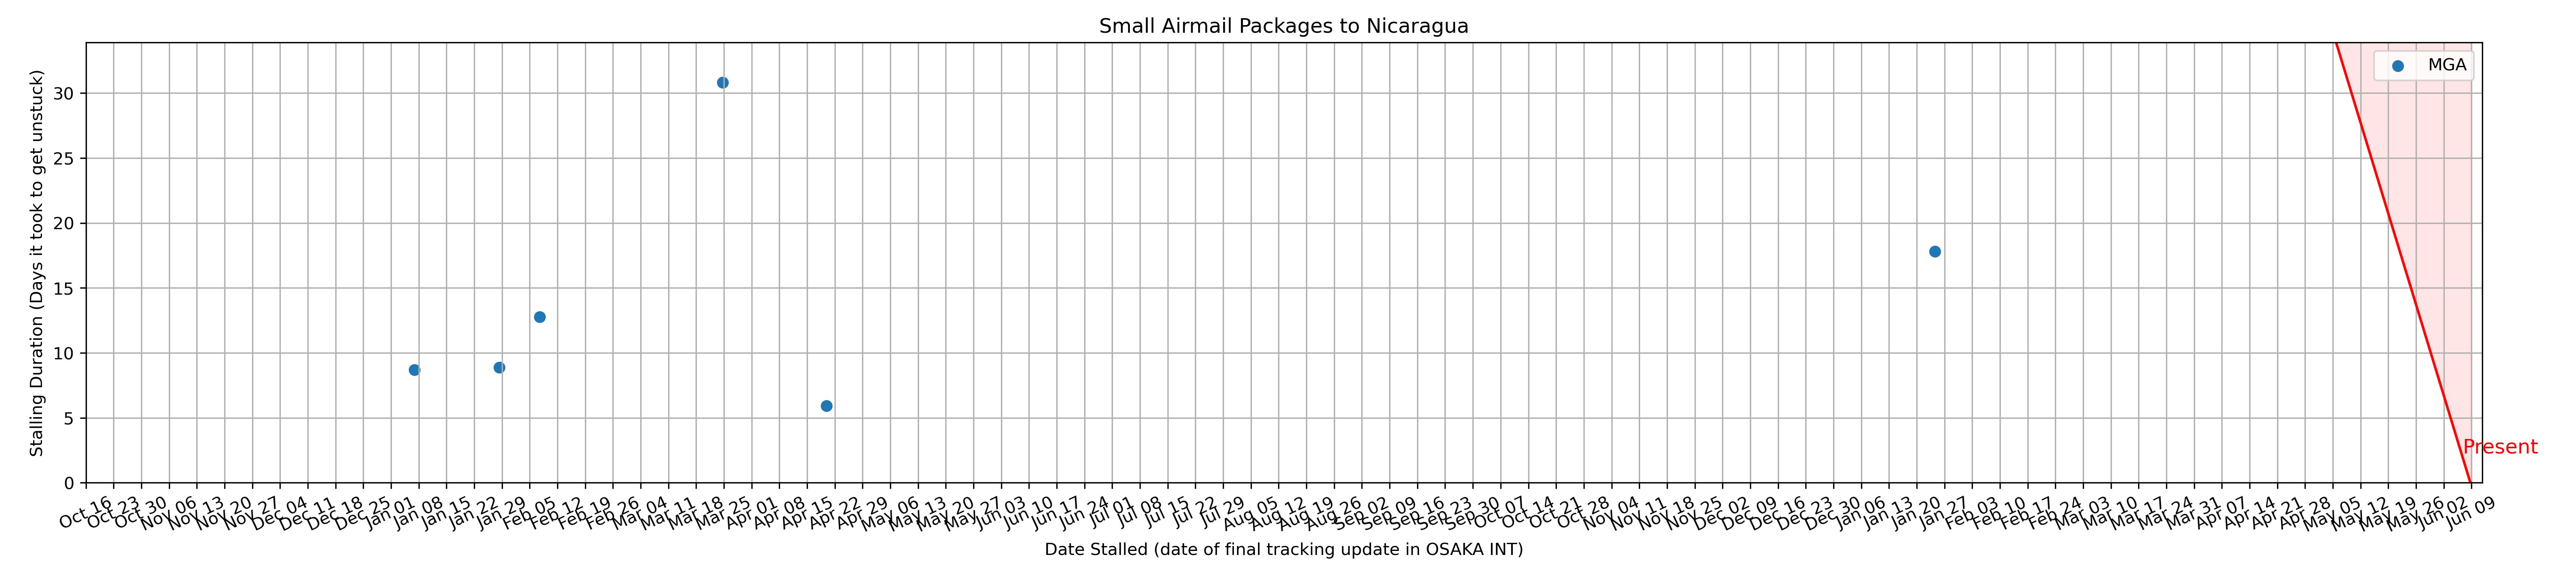 Small Airmail Packages to Nicaragua
Stalling Duration (Days it took to get unstuck)
30
25
20
15
10
5
0
MGA
Present
Oct 16 Oct 23 Oct 30 Nov 06 Nov 13 Nov 20 Nov 27 Dec 04 Dec 11 Dec 18 Dec 25 Jan 01 Jan 08 Jan 15 Jan 22 Jan 29 Feb 05 Feb 12 Feb 19 Feb 26 Mar 04 Mar 11 Mar 18 Mar 25 Apr 01 Apr 08 Apr 15 Apr 22 Apr 29 May 06 May 13 May 20 May 27 Jun 03 Jun 10 Jun 17 Jun 24 Jul 01 Jul 08 Jul 15 Jul 22 Jul 29 Aug 05 Aug 12 Aug 19 Aug 26 Sep 02 Sep 09 Sep 16 Sep 23 Sep 30 Oct 07 Oct 14 Oct 21 Oct 28 Nov 04 Nov 11 Nov 18 Nov 25 Dec 02 Dec 09 Dec 16 Dec 23 Dec 30 Jan 06 Jan 13 Jan 20 Jan 27 Feb 03 Feb 10 Feb 17 Feb 24 Mar 03 Mar 10 Mar 17 Mar 24 Mar 31 Apr 07 Apr 14 Apr 21 Apr 28 May 05 May 12 May 19 May 26 Jun 02 Jun 09
Date Stalled (date of final tracking update in OSAKA INT)